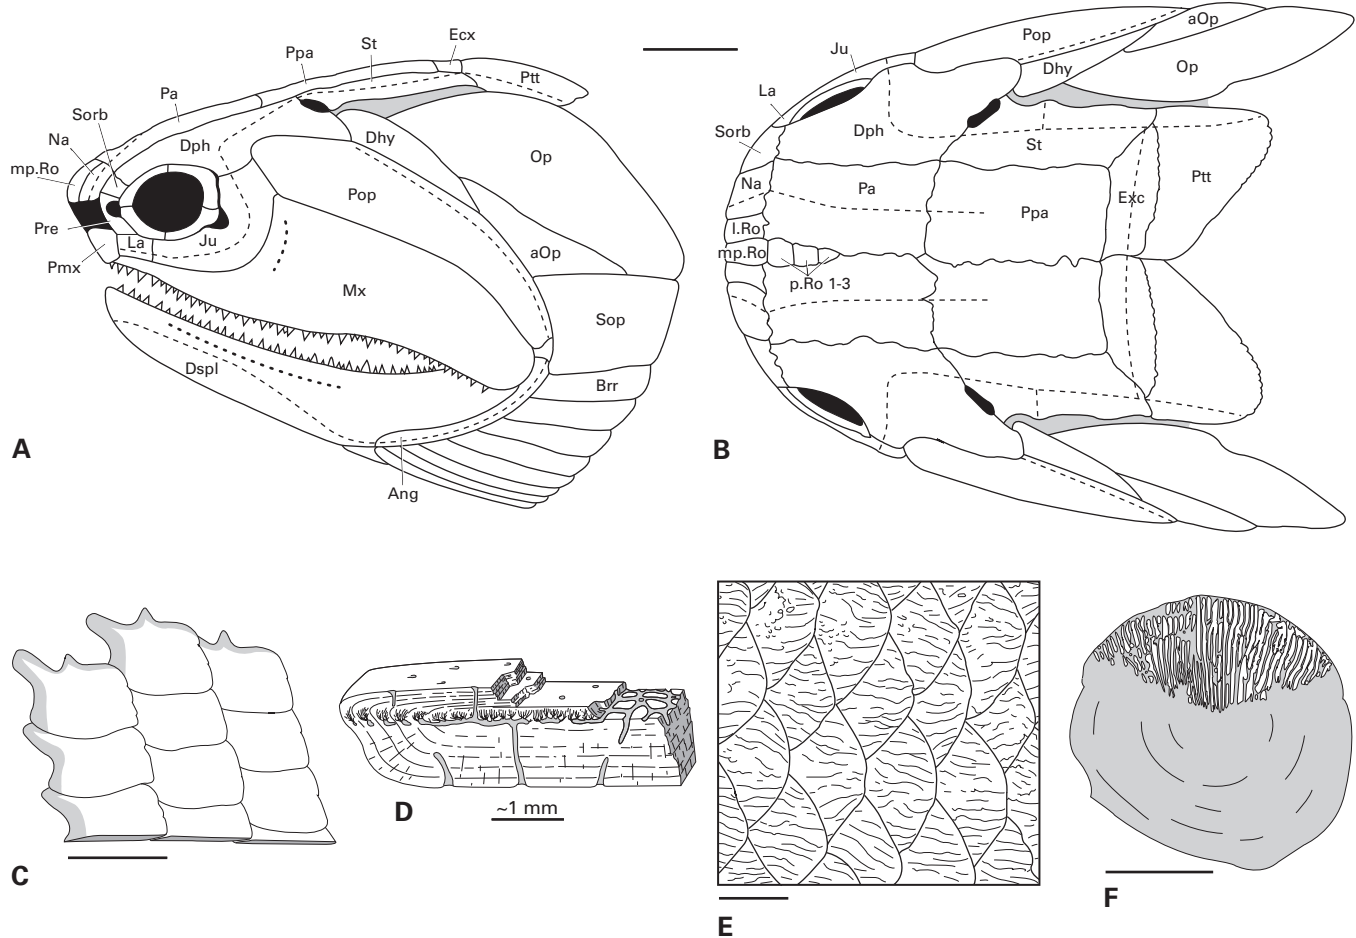 Ecx
St
Ppa
Ptt
Pa
Sorb
Na
Dph
Dhy
Op
mp.Ro
Pop
Pre
La
Ju
aOp
Pmx
Mx
Sop
Dspl
Brr
A
Ang
aOp
Pop
Ju
Dhy
Op
La
Sorb
Dph
St
Na
Pa
Ptt
Exc
Ppa
l.Ro
mp.Ro
p.Ro 1-3
B
C
D
~1 mm
E
F